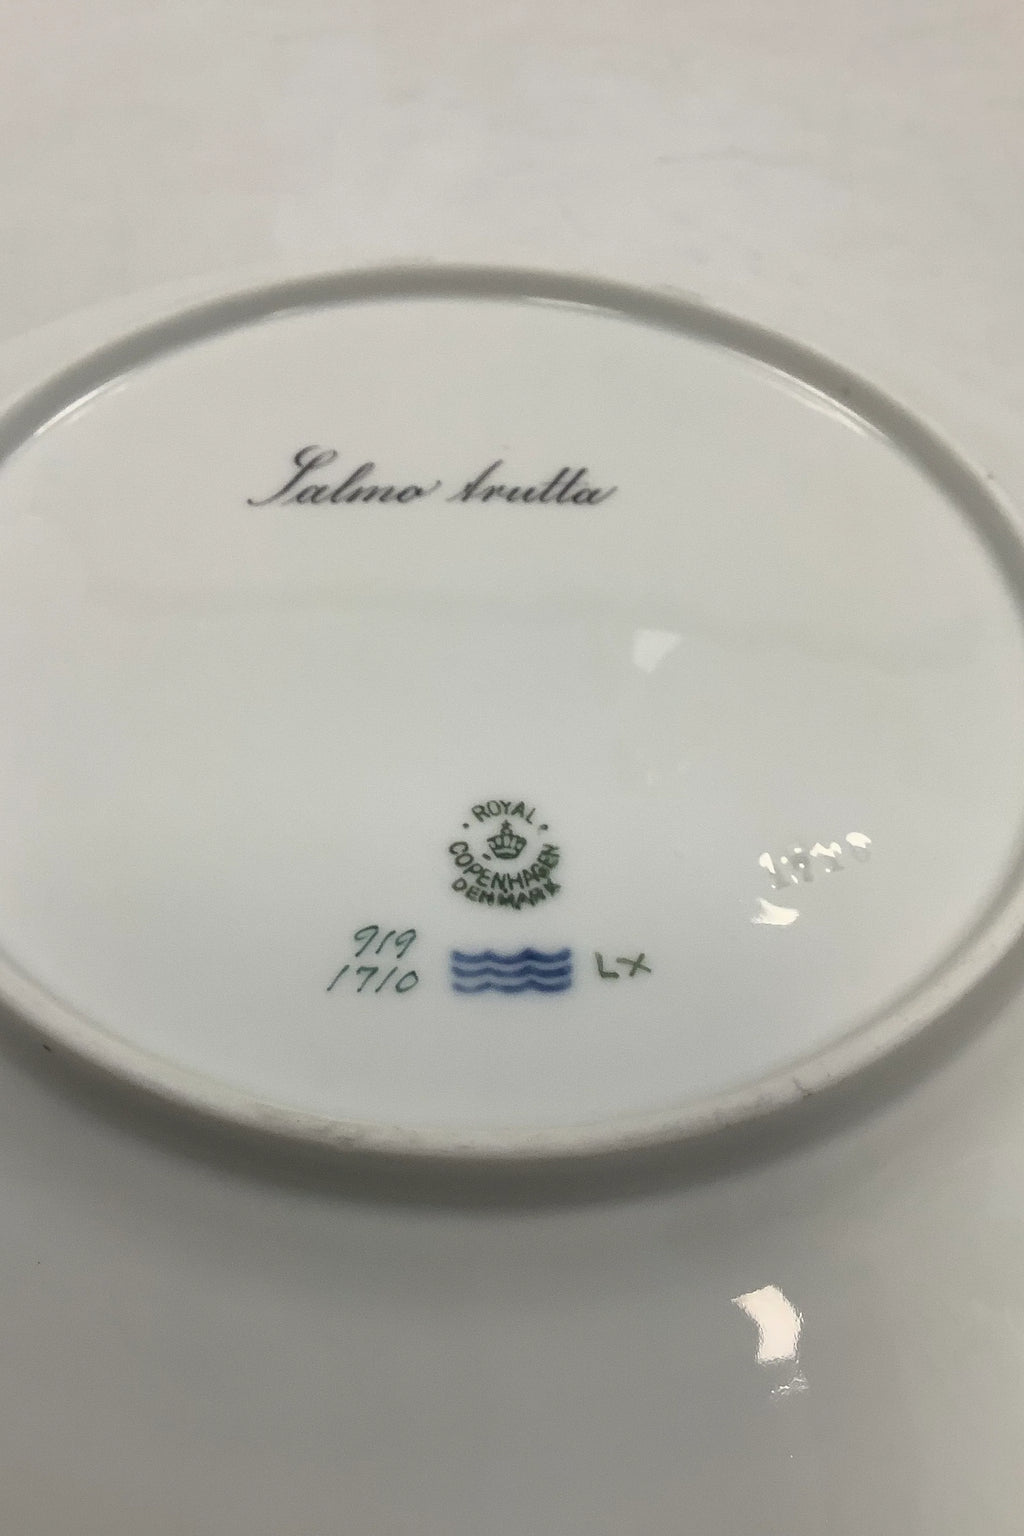 Salmo trutta
ROYAL
COPENHAGEN
DENMARK
919
1710
LX